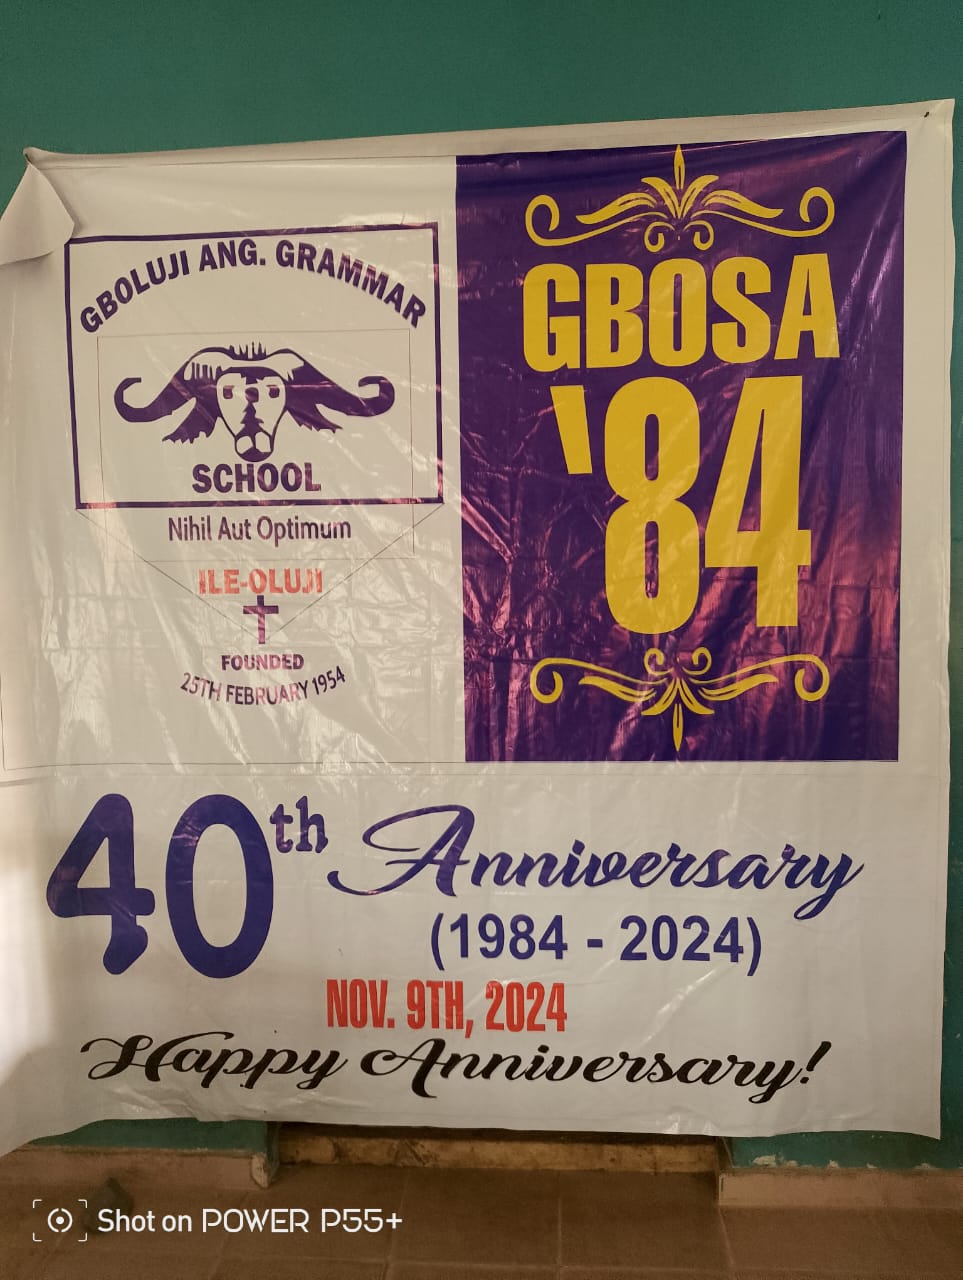 GBOLUJI ANG. GRAMMAR
SCHOOL
Nihil Aut Optimum
ILE-OLUJI
FOUNDED
25TH FEBRUARY 1954
GBOSA
'84
40th Anniversary
(1984 - 2024)
NOV. 9TH, 2024
Happy Anniversary!
Shot on POWER P55+